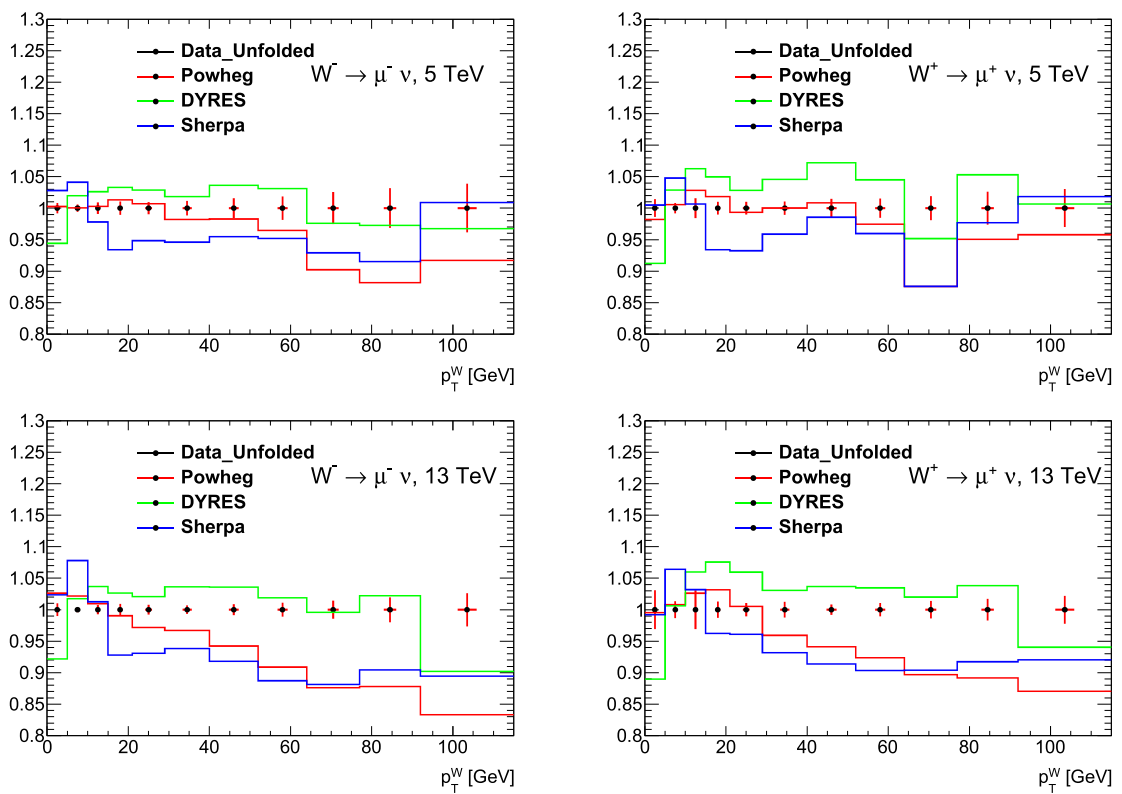 1.3
1.25
1.2
1.15
1.1
1.05
1
0.95
0.9
0.85
0.8
Data_Unfolded
Powheg
DYRES
Sherpa
W⁻ → μ⁻ ν, 5 TeV
0 20 40 60 80 100
p_T^W [GeV]
1.3
1.25
1.2
1.15
1.1
1.05
1
0.95
0.9
0.85
0.8
Data_Unfolded
Powheg
DYRES
Sherpa
W⁺ → μ⁺ ν, 5 TeV
0 20 40 60 80 100
p_T^W [GeV]
1.3
1.25
1.2
1.15
1.1
1.05
1
0.95
0.9
0.85
0.8
Data_Unfolded
Powheg
DYRES
Sherpa
W⁻ → μ⁻ ν, 13 TeV
0 20 40 60 80 100
p_T^W [GeV]
1.3
1.25
1.2
1.15
1.1
1.05
1
0.95
0.9
0.85
0.8
Data_Unfolded
Powheg
DYRES
Sherpa
W⁺ → μ⁺ ν, 13 TeV
0 20 40 60 80 100
p_T^W [GeV]